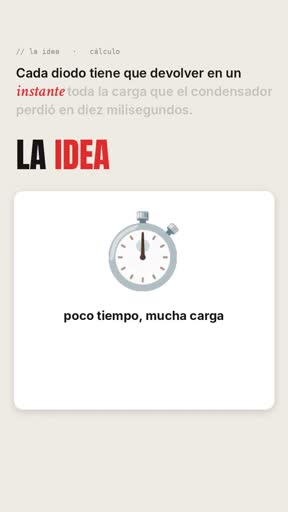 // la idea · cálculo
Cada diodo tiene que devolver en un
instante toda la carga que el condensador
perdió en diez milisegundos.
LA IDEA
poco tiempo, mucha carga